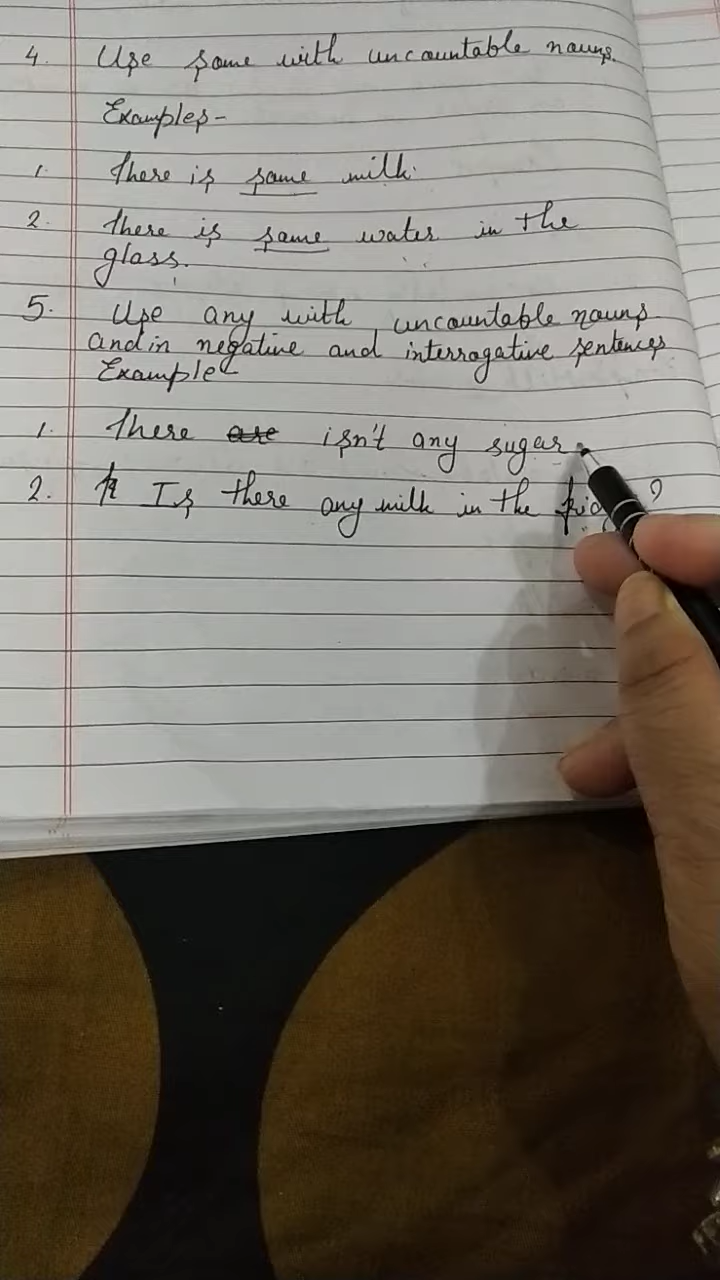 4. Use some with uncountable nouns.
Examples-
1. There is some milk.
2. There is some water in the
glass.
5. Use any with uncountable nouns
and in negative and interrogative sentences
Example-
1. There are isn't any sugar.
2. Is there any milk in the ?